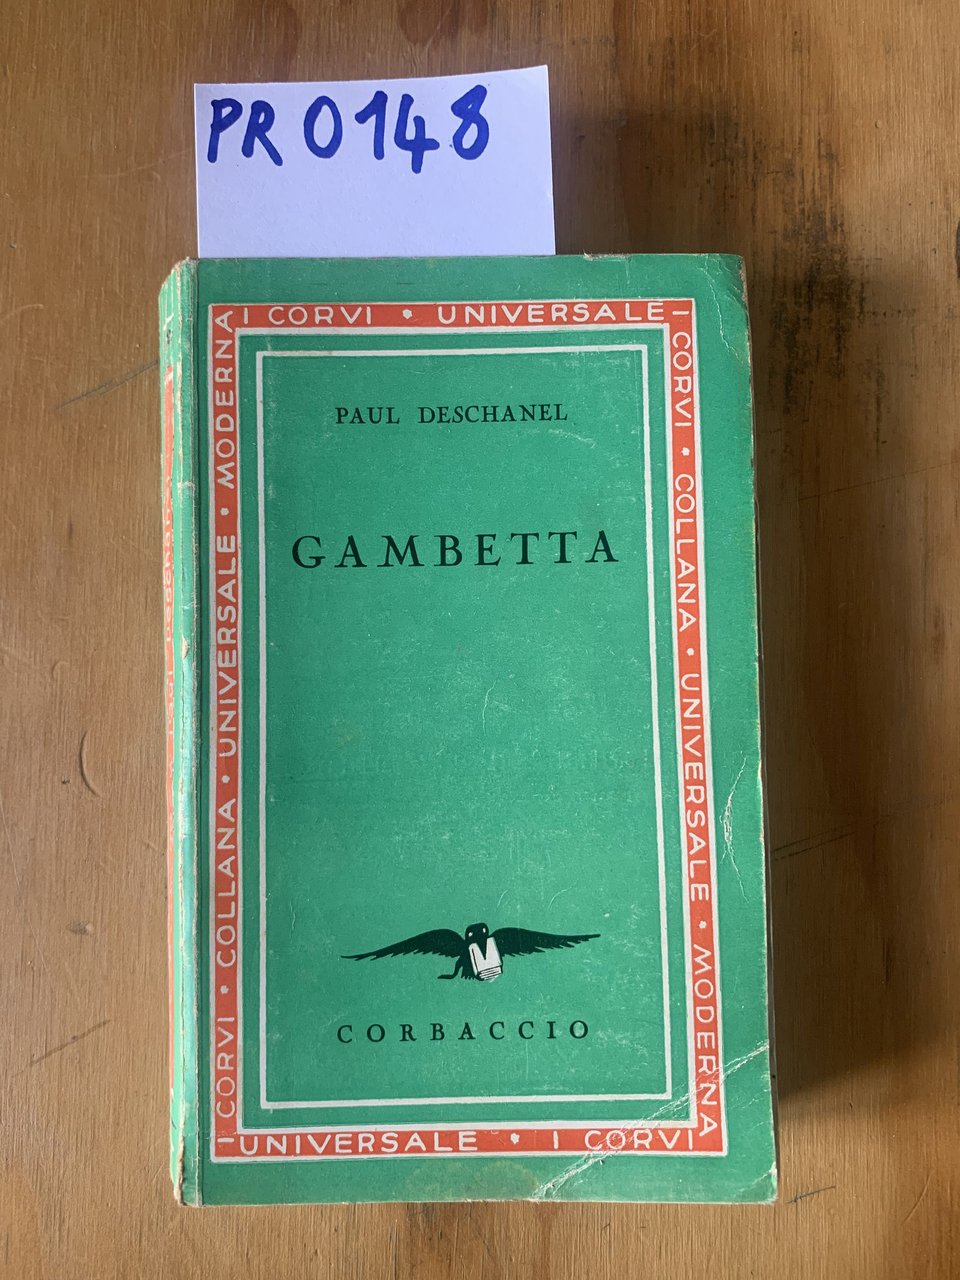 PR 0148
I CORVI • UNIVERSALE
I CORVI • COLLANA • UNIVERSALE • MODERNA
I CORVI • COLLANA • UNIVERSALE • MODERNA
PAUL DESCHANEL
GAMBETTA
CORBACCIO
UNIVERSALE • I CORVI